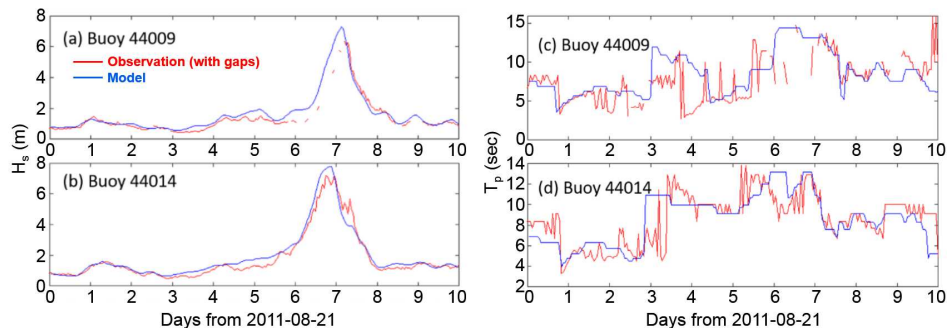 8
6
4
2
0
(a) Buoy 44009
Observation (with gaps)
Model
0 1 2 3 4 5 6 7 8 9 10
H_s (m)
8
6
4
2
0
(b) Buoy 44014
0 1 2 3 4 5 6 7 8 9 10
Days from 2011-08-21
15
10
5
0
(c) Buoy 44009
0 1 2 3 4 5 6 7 8 9 10
T_p (sec)
14
12
10
8
6
4
2
(d) Buoy 44014
0 1 2 3 4 5 6 7 8 9 10
Days from 2011-08-21